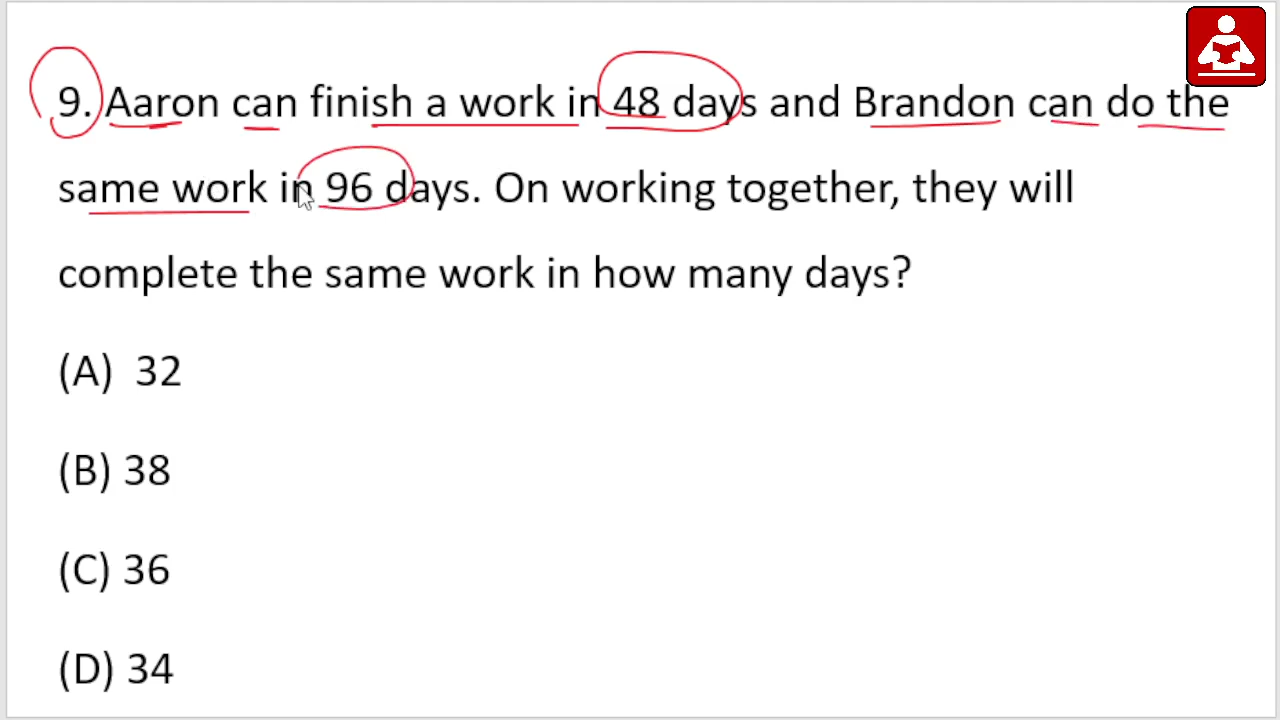 9. Aaron can finish a work in 48 days and Brandon can do the
same work in 96 days. On working together, they will
complete the same work in how many days?
(A) 32
(B) 38
(C) 36
(D) 34